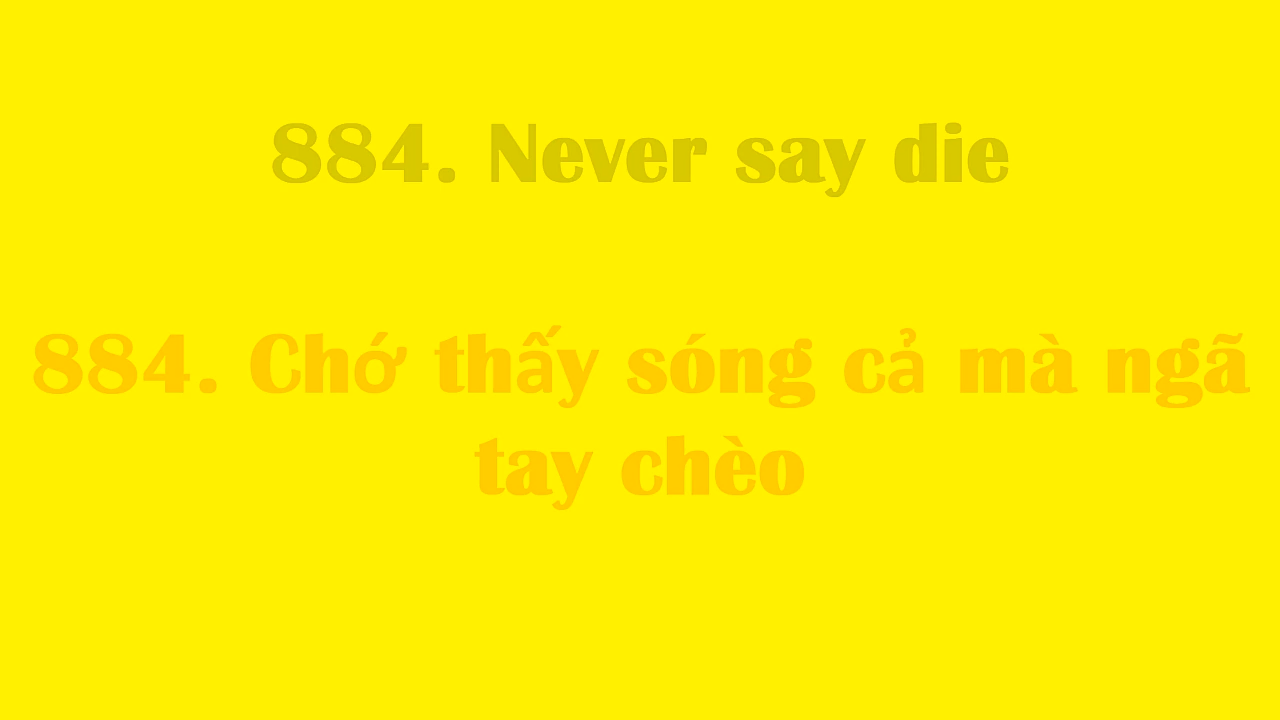 884. Never say die
884. Chớ thấy sóng cả mà ngã
tay chèo